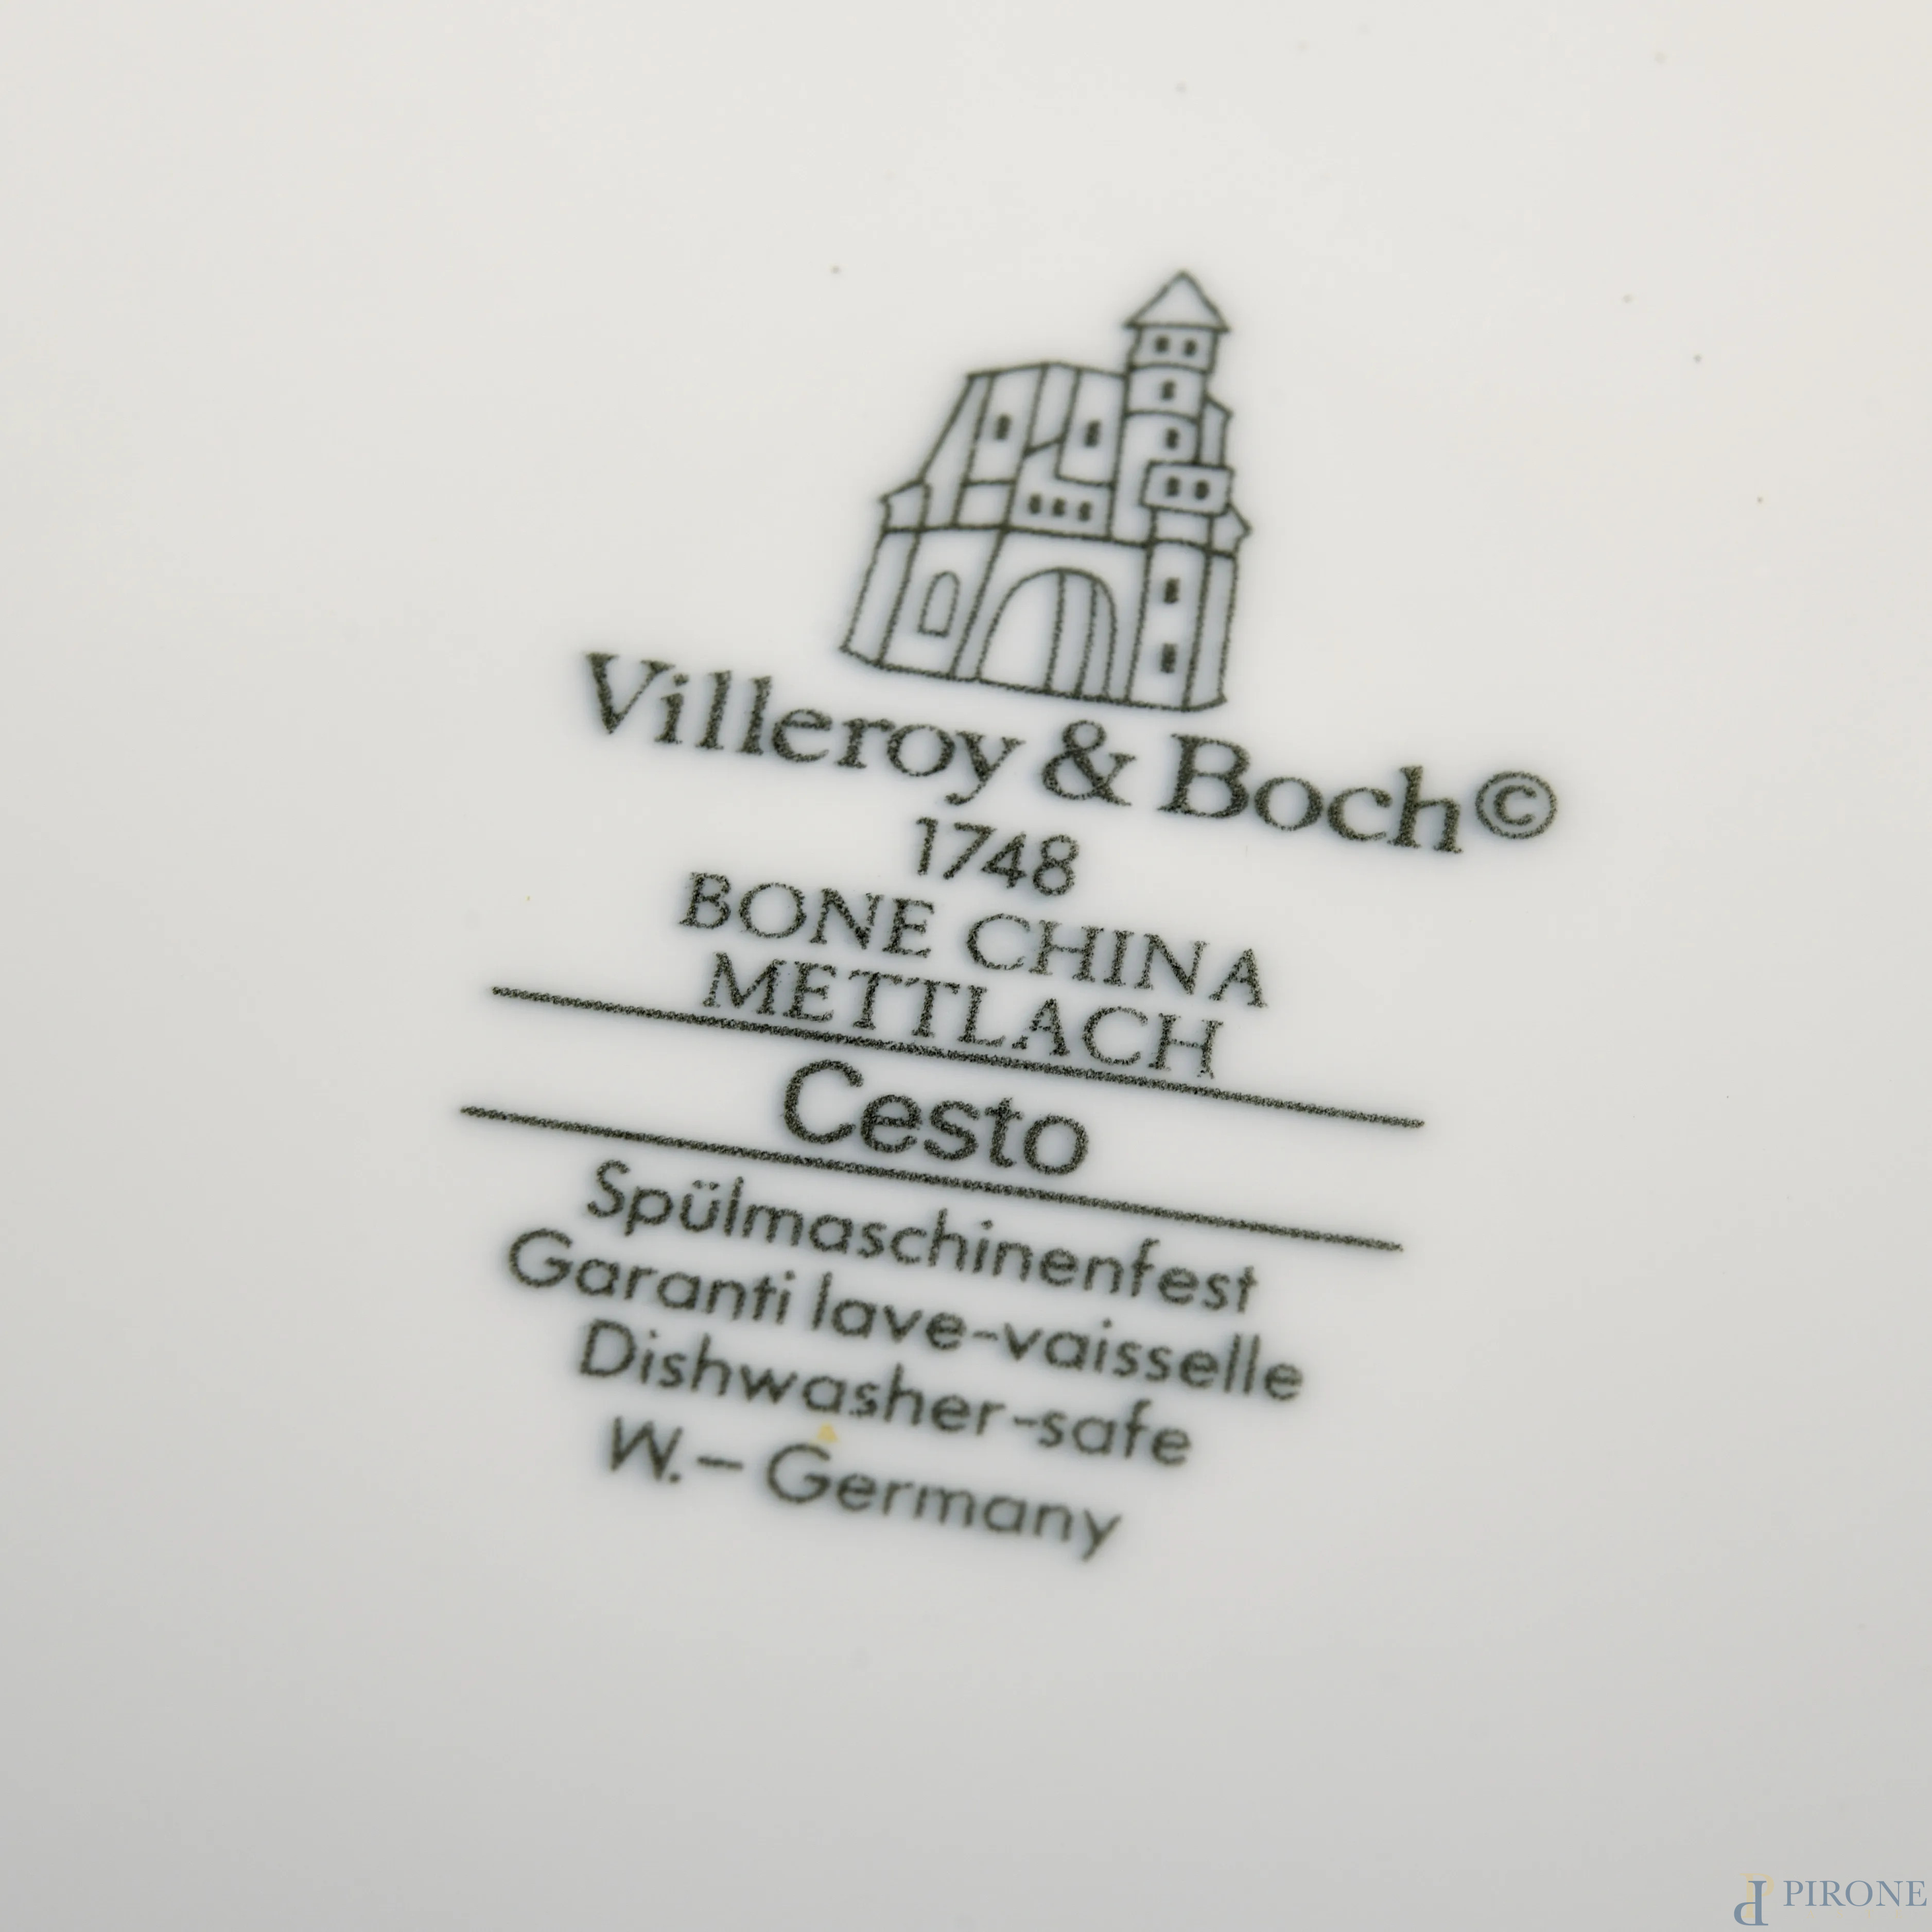 Villeroy & Boch©
1748
BONE CHINA
METTLACH
Cesto
Spülmaschinenfest
Garanti lave-vaisselle
Dishwasher-safe
W.– Germany
PIRONE